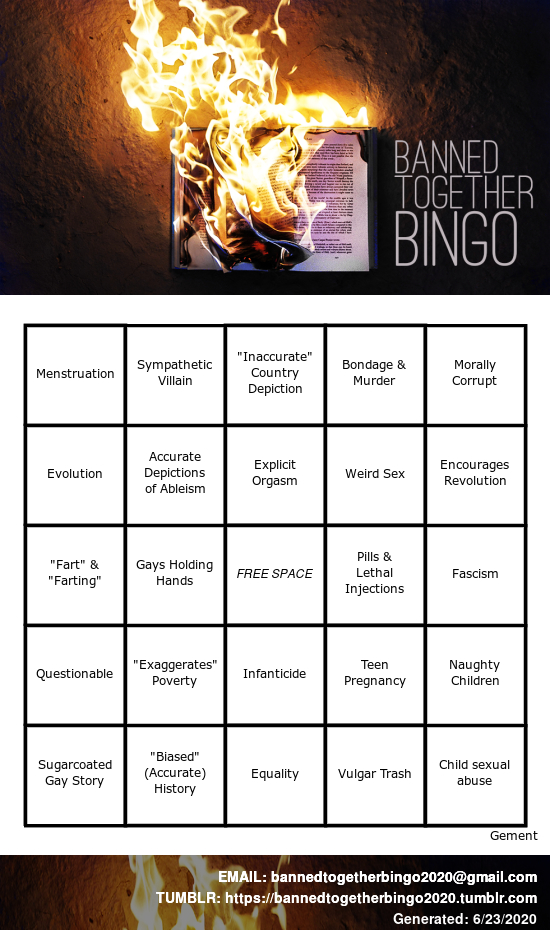 BANNED
TOGETHER
BINGO
Menstruation
Sympathetic
Villain
"Inaccurate"
Country
Depiction
Bondage &
Murder
Morally
Corrupt
Evolution
Accurate
Depictions
of Ableism
Explicit
Orgasm
Weird Sex
Encourages
Revolution
"Fart" &
"Farting"
Gays Holding
Hands
FREE SPACE
Pills &
Lethal
Injections
Fascism
Questionable
"Exaggerates"
Poverty
Infanticide
Teen
Pregnancy
Naughty
Children
Sugarcoated
Gay Story
"Biased"
(Accurate)
History
Equality
Vulgar Trash
Child sexual
abuse
Gement
EMAIL: bannedtogetherbingo2020@gmail.com
TUMBLR: https://bannedtogetherbingo2020.tumblr.com
Generated: 6/23/2020